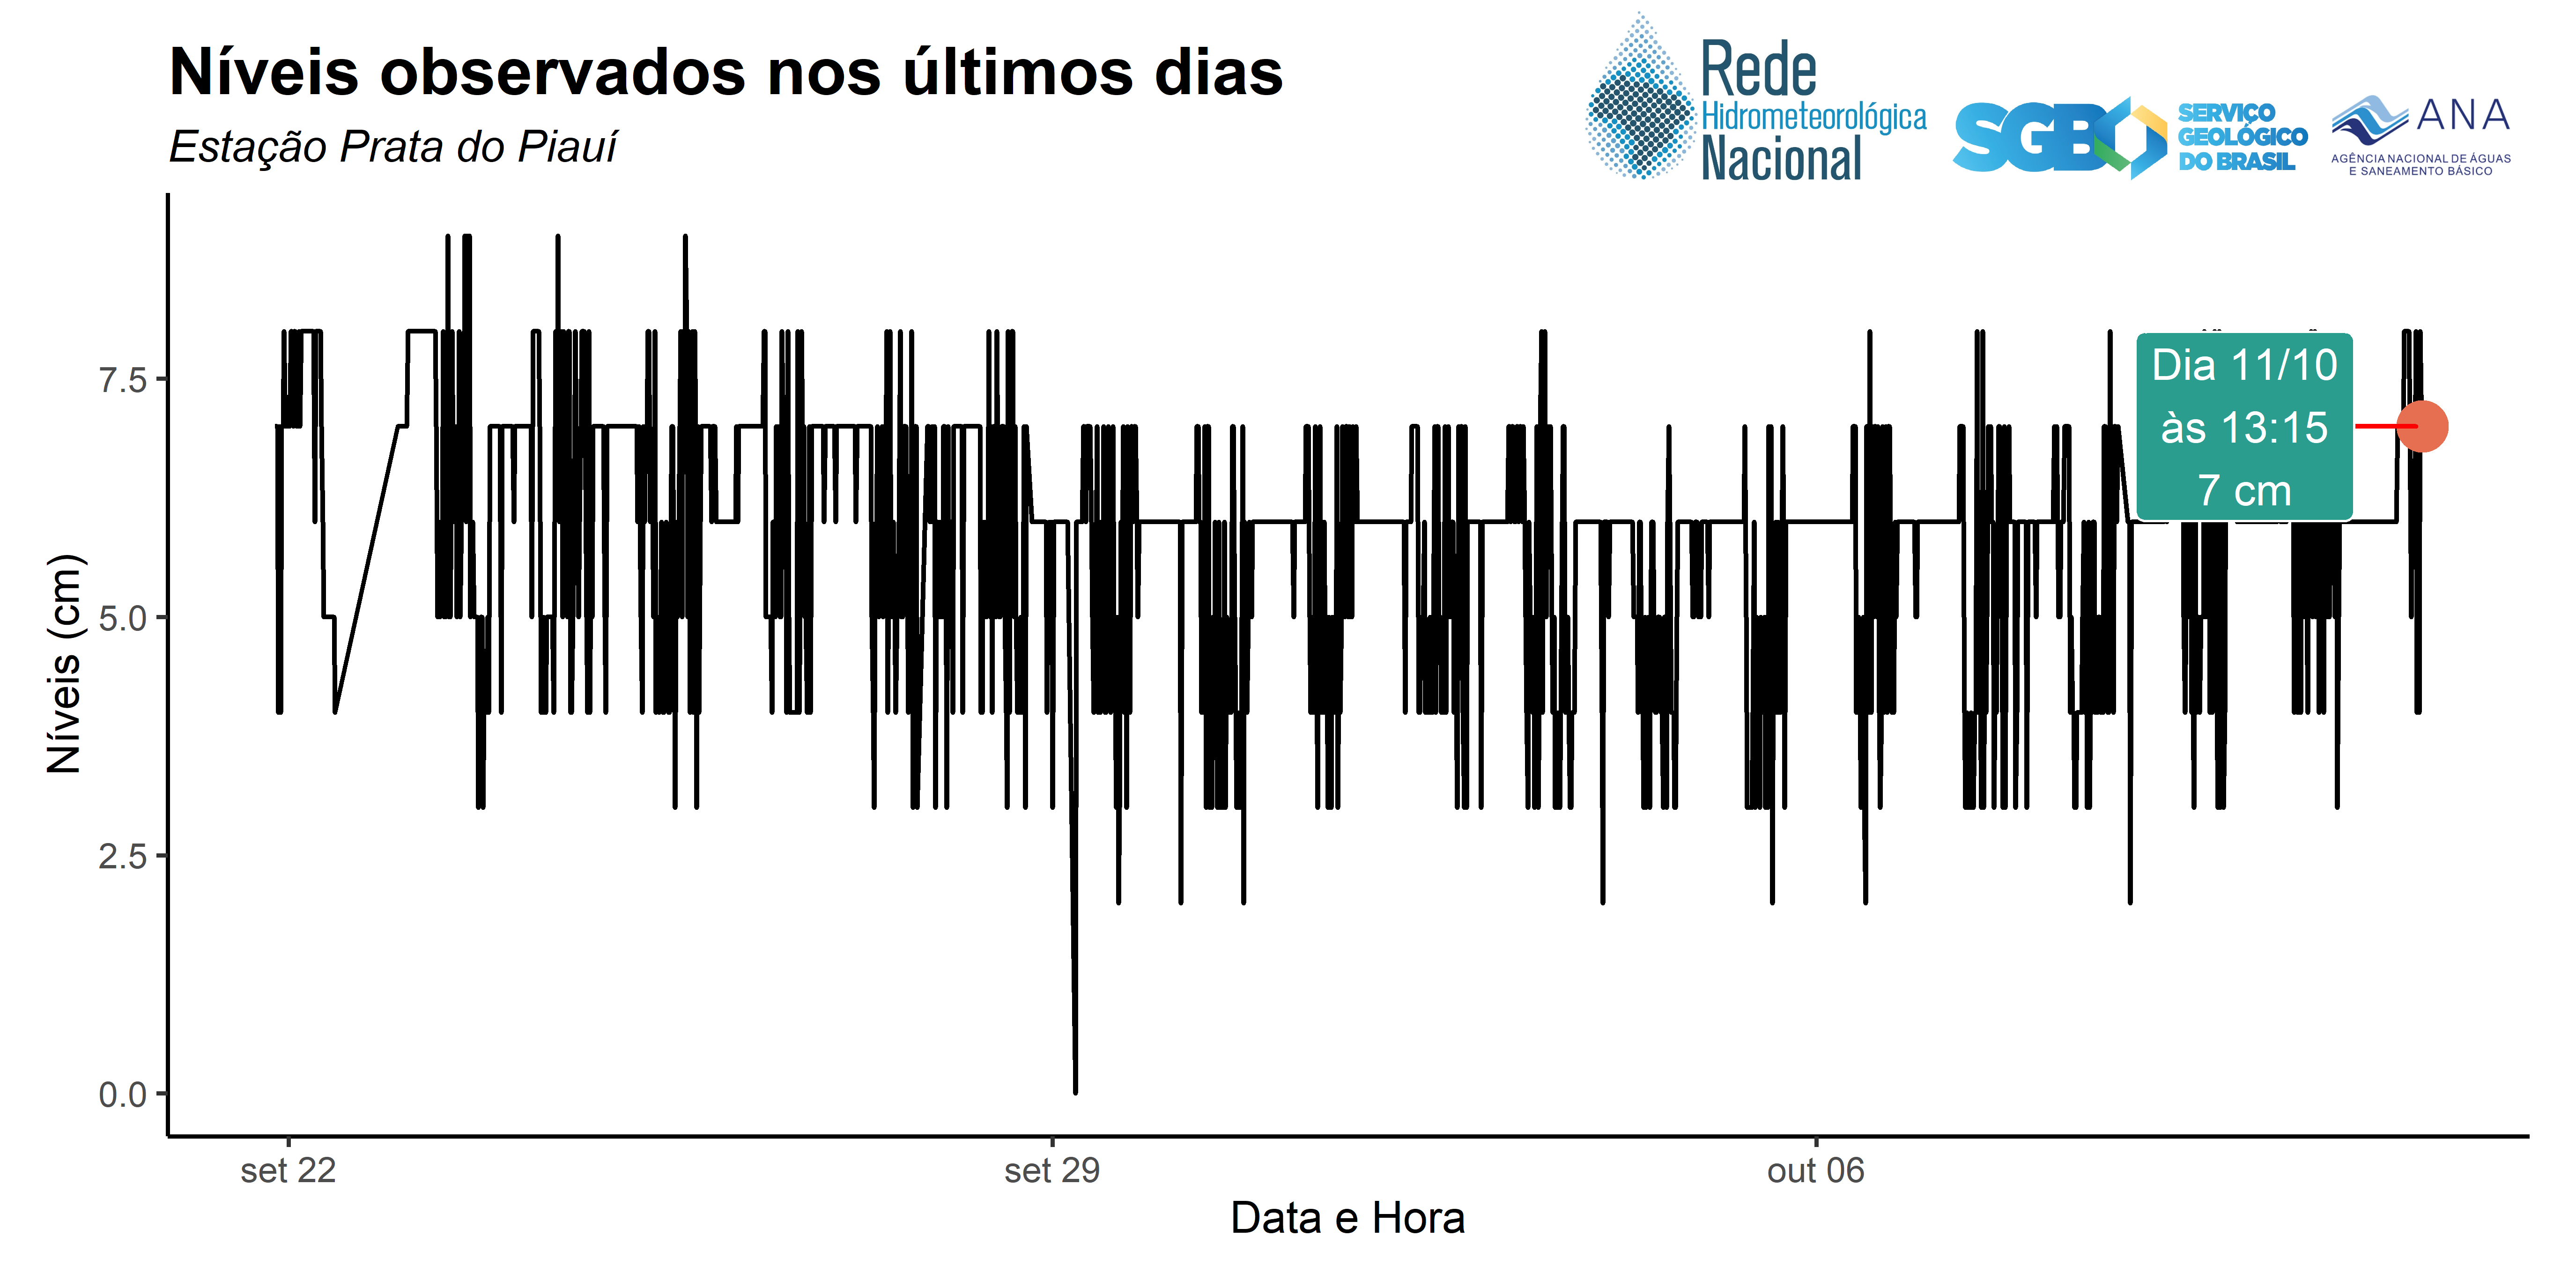 Níveis observados nos últimos dias
Estação Prata do Piauí
Rede
Hidrometeorológica
Nacional
SGB
SERVIÇO
GEOLÓGICO
DO BRASIL
ANA
AGÊNCIA NACIONAL DE ÁGUAS
E SANEAMENTO BÁSICO
Níveis (cm)
7.5
5.0
2.5
0.0
Dia 11/10
às 13:15
7 cm
set 22
set 29
out 06
Data e Hora